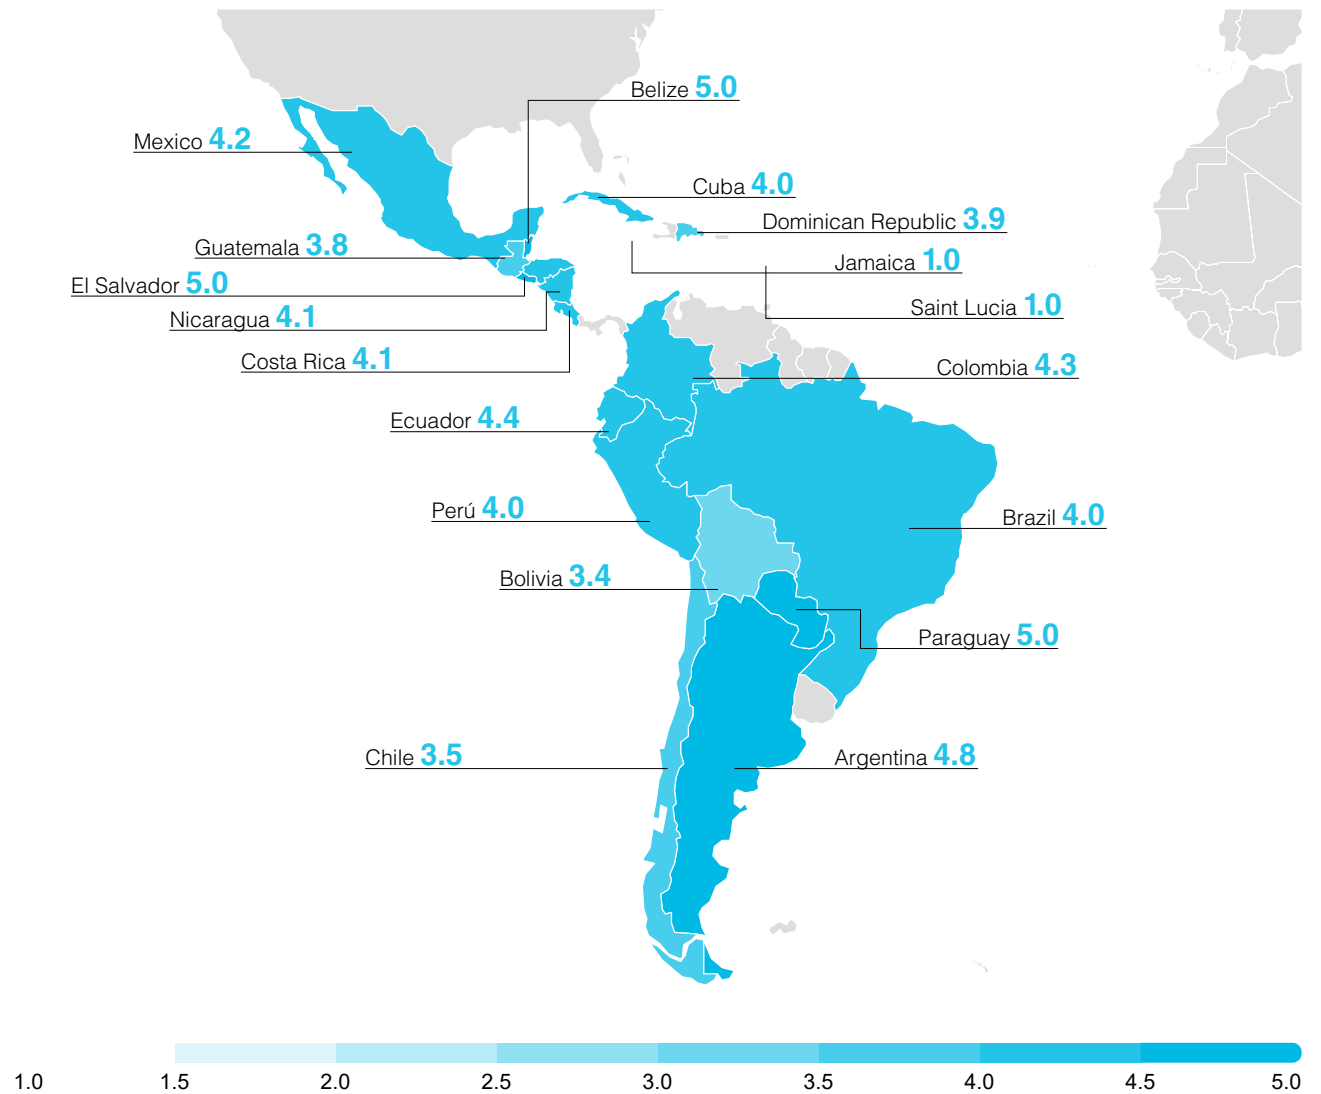 Belize 5.0
Mexico 4.2
Cuba 4.0
Dominican Republic 3.9
Guatemala 3.8
Jamaica 1.0
El Salvador 5.0
Saint Lucia 1.0
Nicaragua 4.1
Costa Rica 4.1
Colombia 4.3
Ecuador 4.4
Perú 4.0
Brazil 4.0
Bolivia 3.4
Paraguay 5.0
Chile 3.5
Argentina 4.8
1.0 1.5 2.0 2.5 3.0 3.5 4.0 4.5 5.0